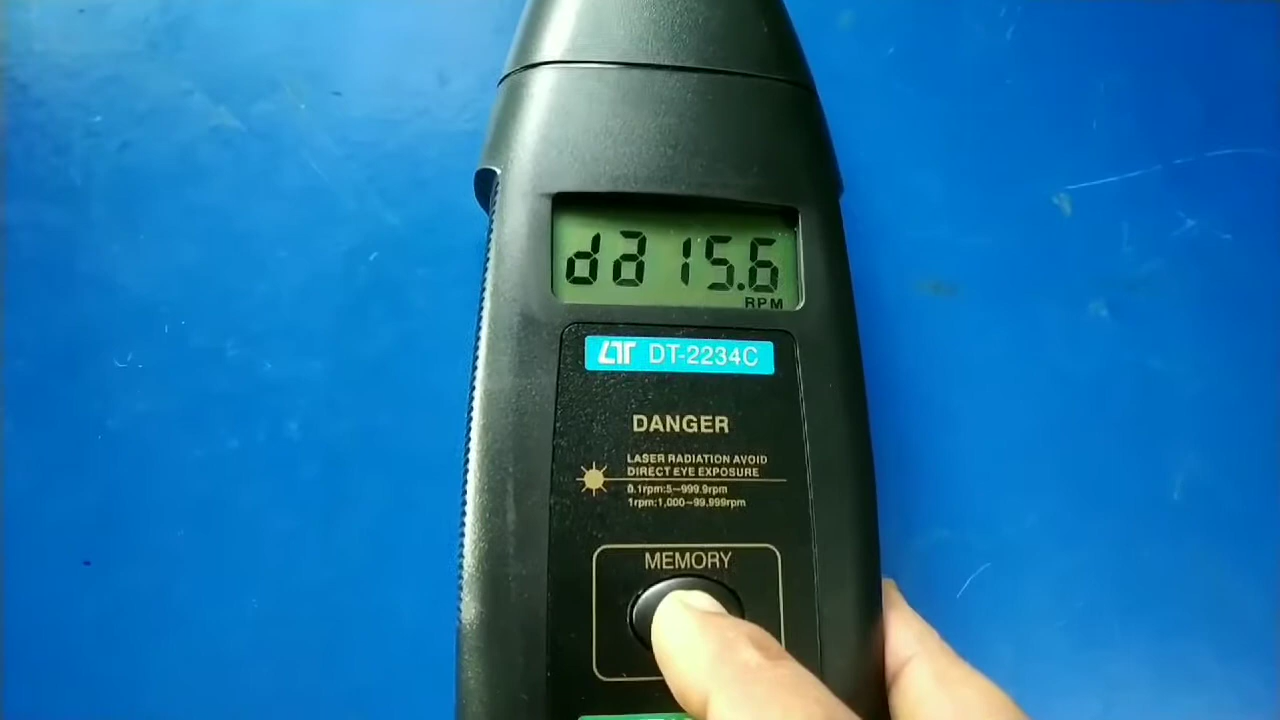 da 15.6
RPM
LT DT-2234C
DANGER
LASER RADIATION AVOID
DIRECT EYE EXPOSURE
0.1rpm:5~999.9rpm
1rpm:1,000~99,999rpm
MEMORY